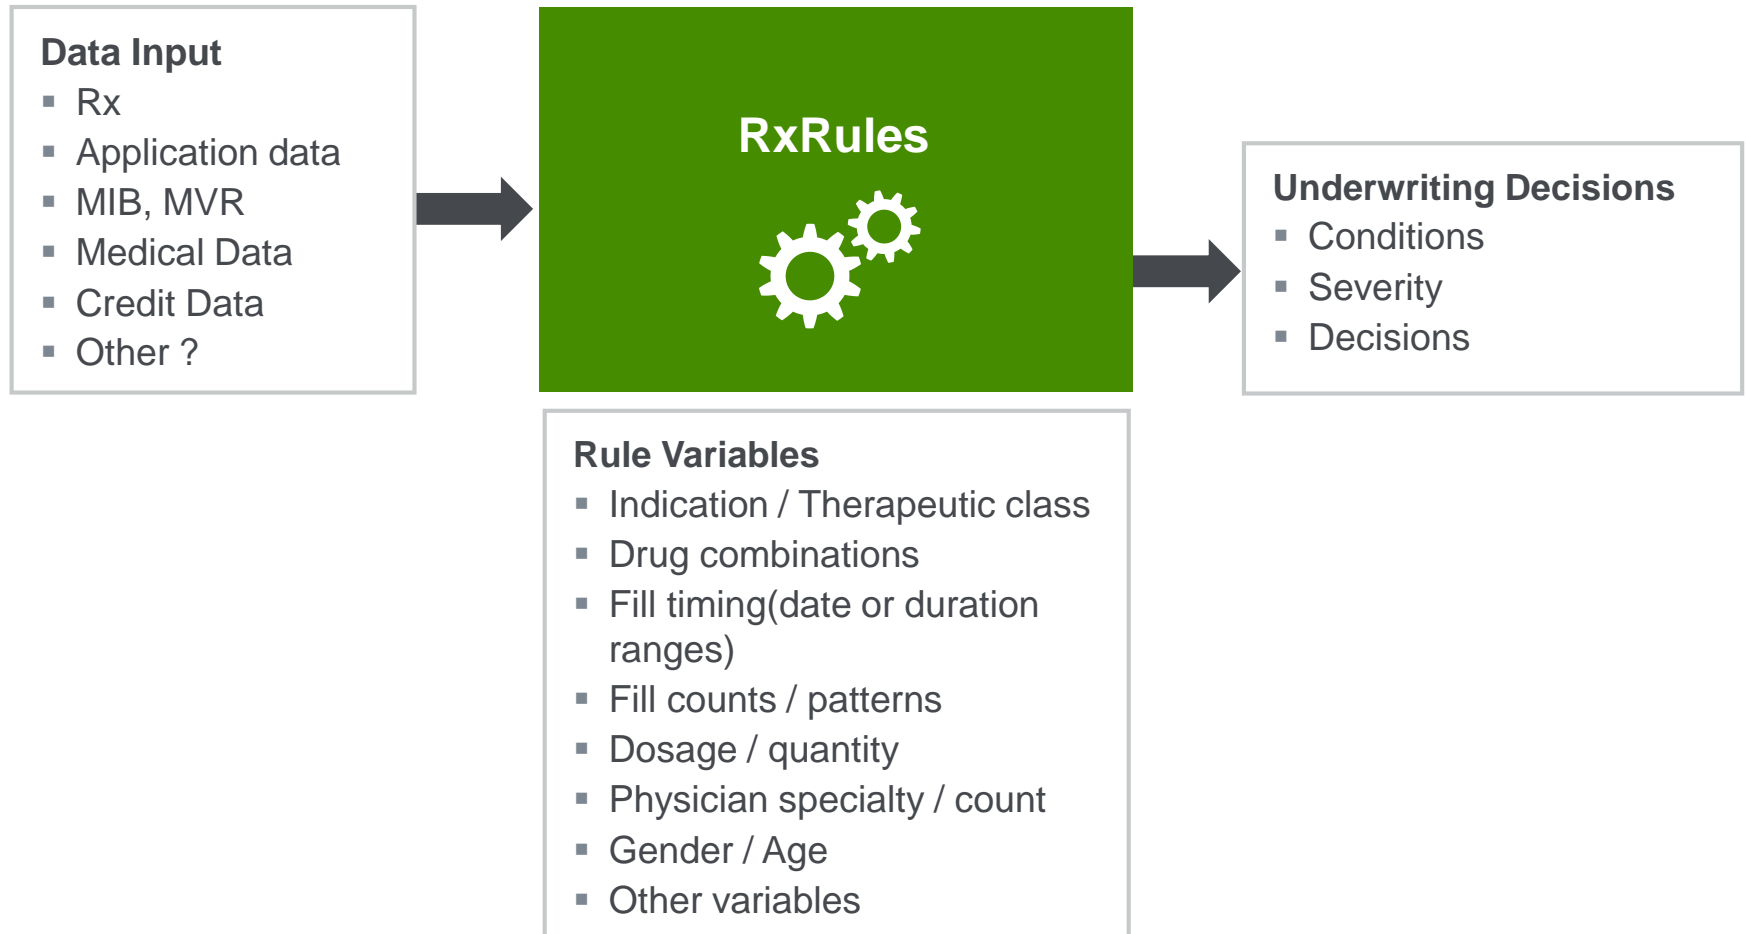 Data Input
▪ Rx
▪ Application data
▪ MIB, MVR
▪ Medical Data
▪ Credit Data
▪ Other ?
RxRules
Underwriting Decisions
▪ Conditions
▪ Severity
▪ Decisions
Rule Variables
▪ Indication / Therapeutic class
▪ Drug combinations
▪ Fill timing(date or duration
ranges)
▪ Fill counts / patterns
▪ Dosage / quantity
▪ Physician specialty / count
▪ Gender / Age
▪ Other variables